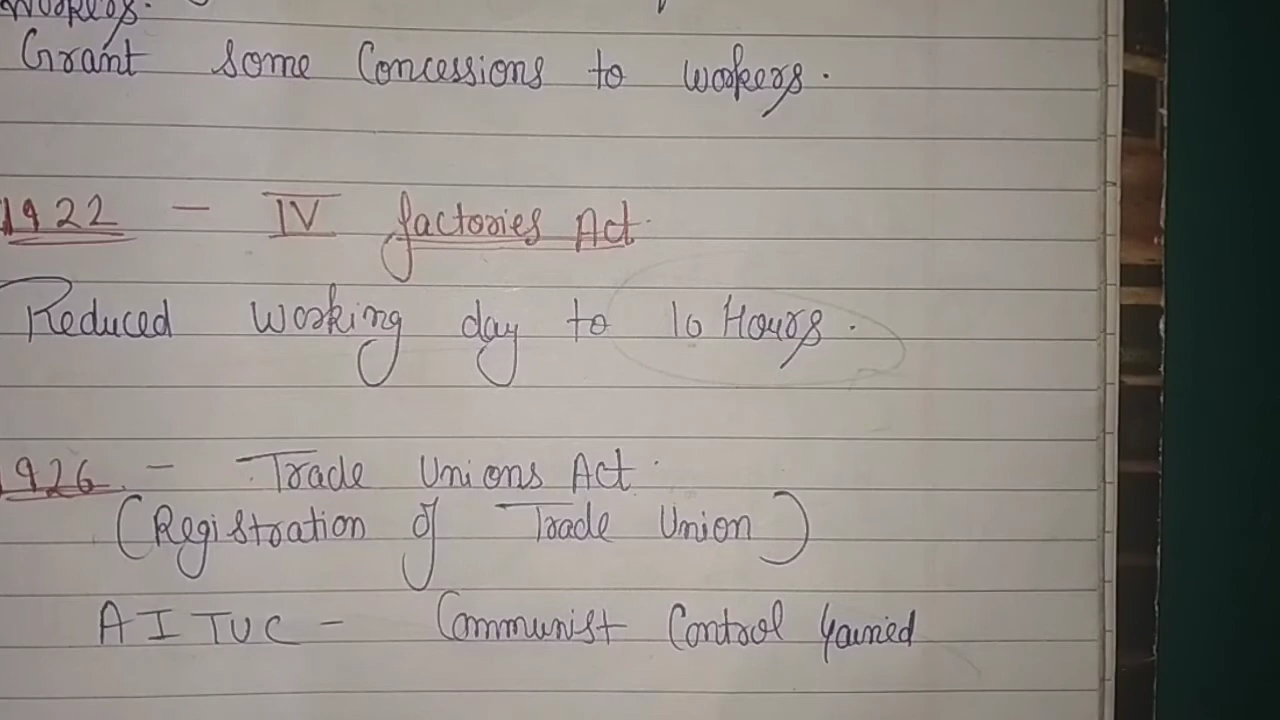 workers.
Grant some Concessions to workers.
1922 - IV factories Act.
Reduced working day to 10 Hours.
1926. - Trade Unions Act.
(Registration of Trade Union)
AITUC - Communist Control gained